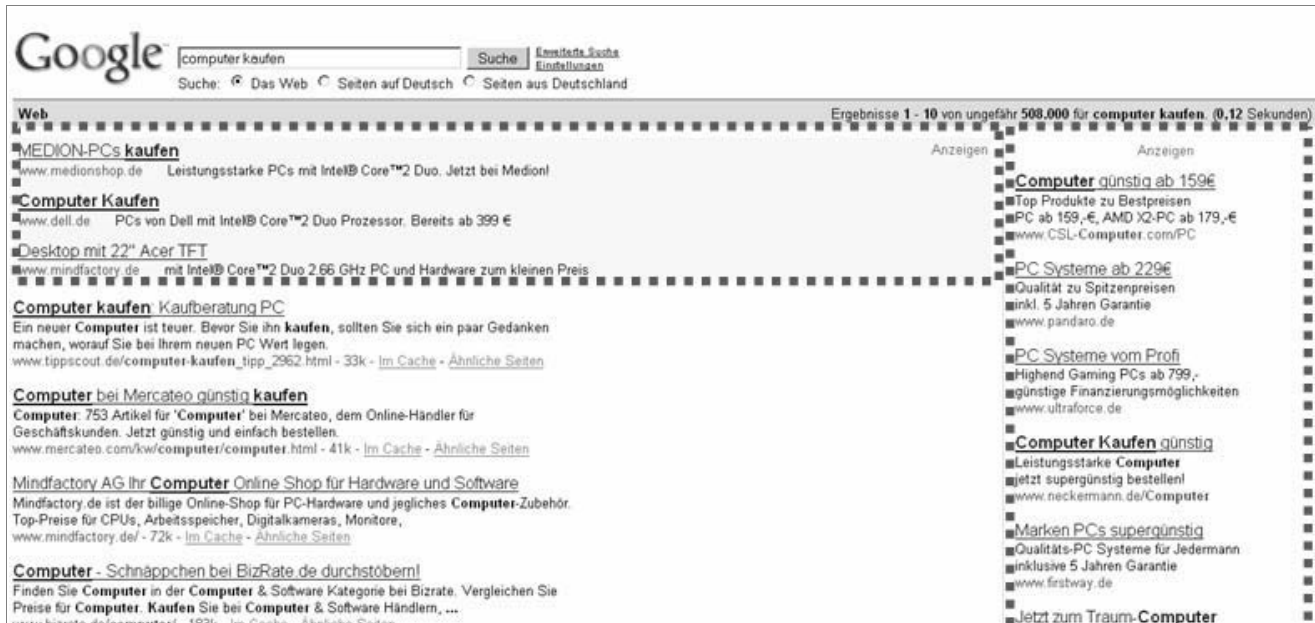 Google
computer kaufen Suche Erweiterte Suche
Einstellungen
Suche: Das Web Seiten auf Deutsch Seiten aus Deutschland
Web Ergebnisse 1 - 10 von ungefähr 508.000 für computer kaufen. (0,12 Sekunden)
MEDION-PCs kaufen Anzeigen
www.medionshop.de Leistungsstarke PCs mit Intel® Core™2 Duo. Jetzt bei Medion!
Computer Kaufen
www.dell.de PCs von Dell mit Intel® Core™2 Duo Prozessor. Bereits ab 399 €
Desktop mit 22" Acer TFT
www.mindfactory.de mit Intel® Core™2 Duo 2.66 GHz PC und Hardware zum kleinen Preis
Computer kaufen: Kaufberatung PC
Ein neuer Computer ist teuer. Bevor Sie ihn kaufen, sollten Sie sich ein paar Gedanken
machen, worauf Sie bei Ihrem neuen PC Wert legen.
www.tippscout.de/computer-kaufen_tipp_2962.html - 33k - Im Cache - Ähnliche Seiten
Computer bei Mercateo günstig kaufen
Computer: 753 Artikel für 'Computer' bei Mercateo, dem Online-Händler für
Geschäftskunden. Jetzt günstig und einfach bestellen.
www.mercateo.com/kw/computer/computer.html - 41k - Im Cache - Ähnliche Seiten
Mindfactory AG Ihr Computer Online Shop für Hardware und Software
Mindfactory.de ist der billige Online-Shop für PC-Hardware und jegliches Computer-Zubehör.
Top-Preise für CPUs, Arbeitsspeicher, Digitalkameras, Monitore,
www.mindfactory.de/ - 72k - Im Cache - Ähnliche Seiten
Computer - Schnäppchen bei BizRate.de durchstöbern!
Finden Sie Computer in der Computer & Software Kategorie bei Bizrate. Vergleichen Sie
Preise für Computer. Kaufen Sie bei Computer & Software Händlern, ...
www.bizrate.de/computer/ - 183k - Im Cache - Ähnliche Seiten
Anzeigen
Computer günstig ab 159€
Top Produkte zu Bestpreisen
PC ab 159,-€, AMD X2-PC ab 179,-€
www.CSL-Computer.com/PC
PC Systeme ab 229€
Qualität zu Spitzenpreisen
inkl. 5 Jahren Garantie
www.pandaro.de
PC Systeme vom Profi
Highend Gaming PCs ab 799,-
günstige Finanzierungsmöglichkeiten
www.ultraforce.de
Computer Kaufen günstig
Leistungsstarke Computer
jetzt supergünstig bestellen!
www.neckermann.de/Computer
Marken PCs supergünstig
Qualitäts-PC Systeme für Jedermann
inklusive 5 Jahren Garantie
www.firstway.de
Jetzt zum Traum-Computer